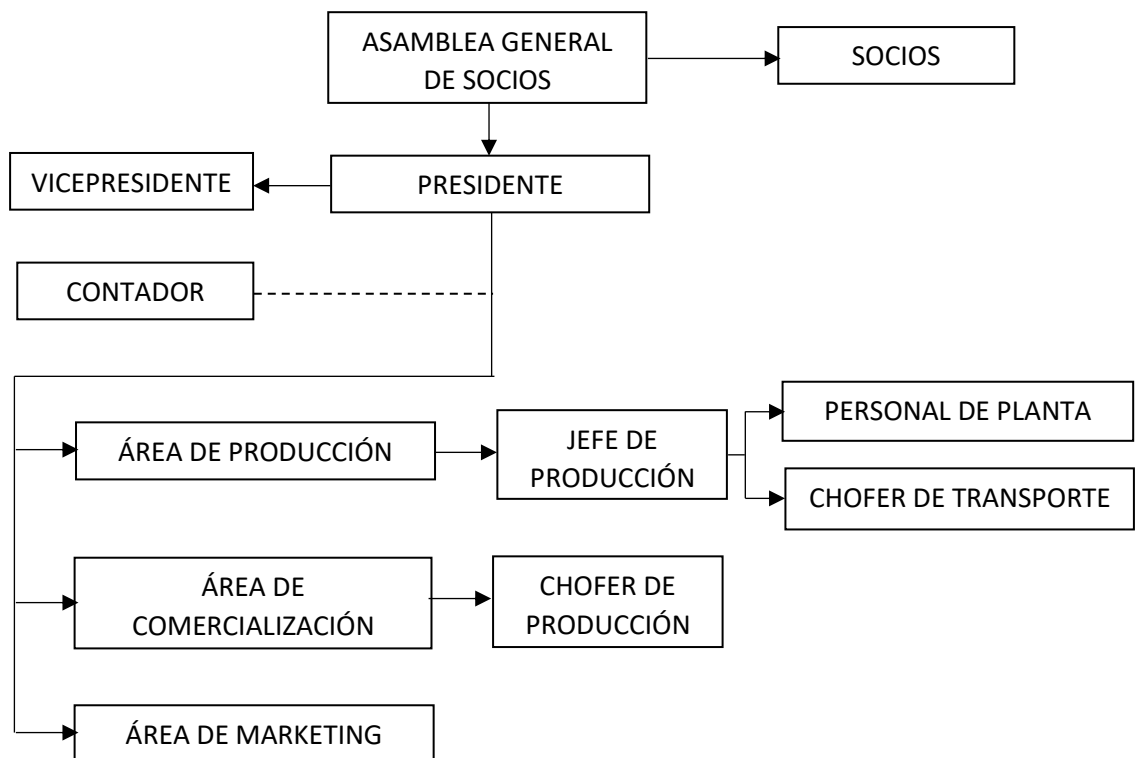 ASAMBLEA GENERAL
DE SOCIOS
SOCIOS
VICEPRESIDENTE
PRESIDENTE
CONTADOR
ÁREA DE PRODUCCIÓN
JEFE DE
PRODUCCIÓN
PERSONAL DE PLANTA
CHOFER DE TRANSPORTE
ÁREA DE
COMERCIALIZACIÓN
CHOFER DE
PRODUCCIÓN
ÁREA DE MARKETING